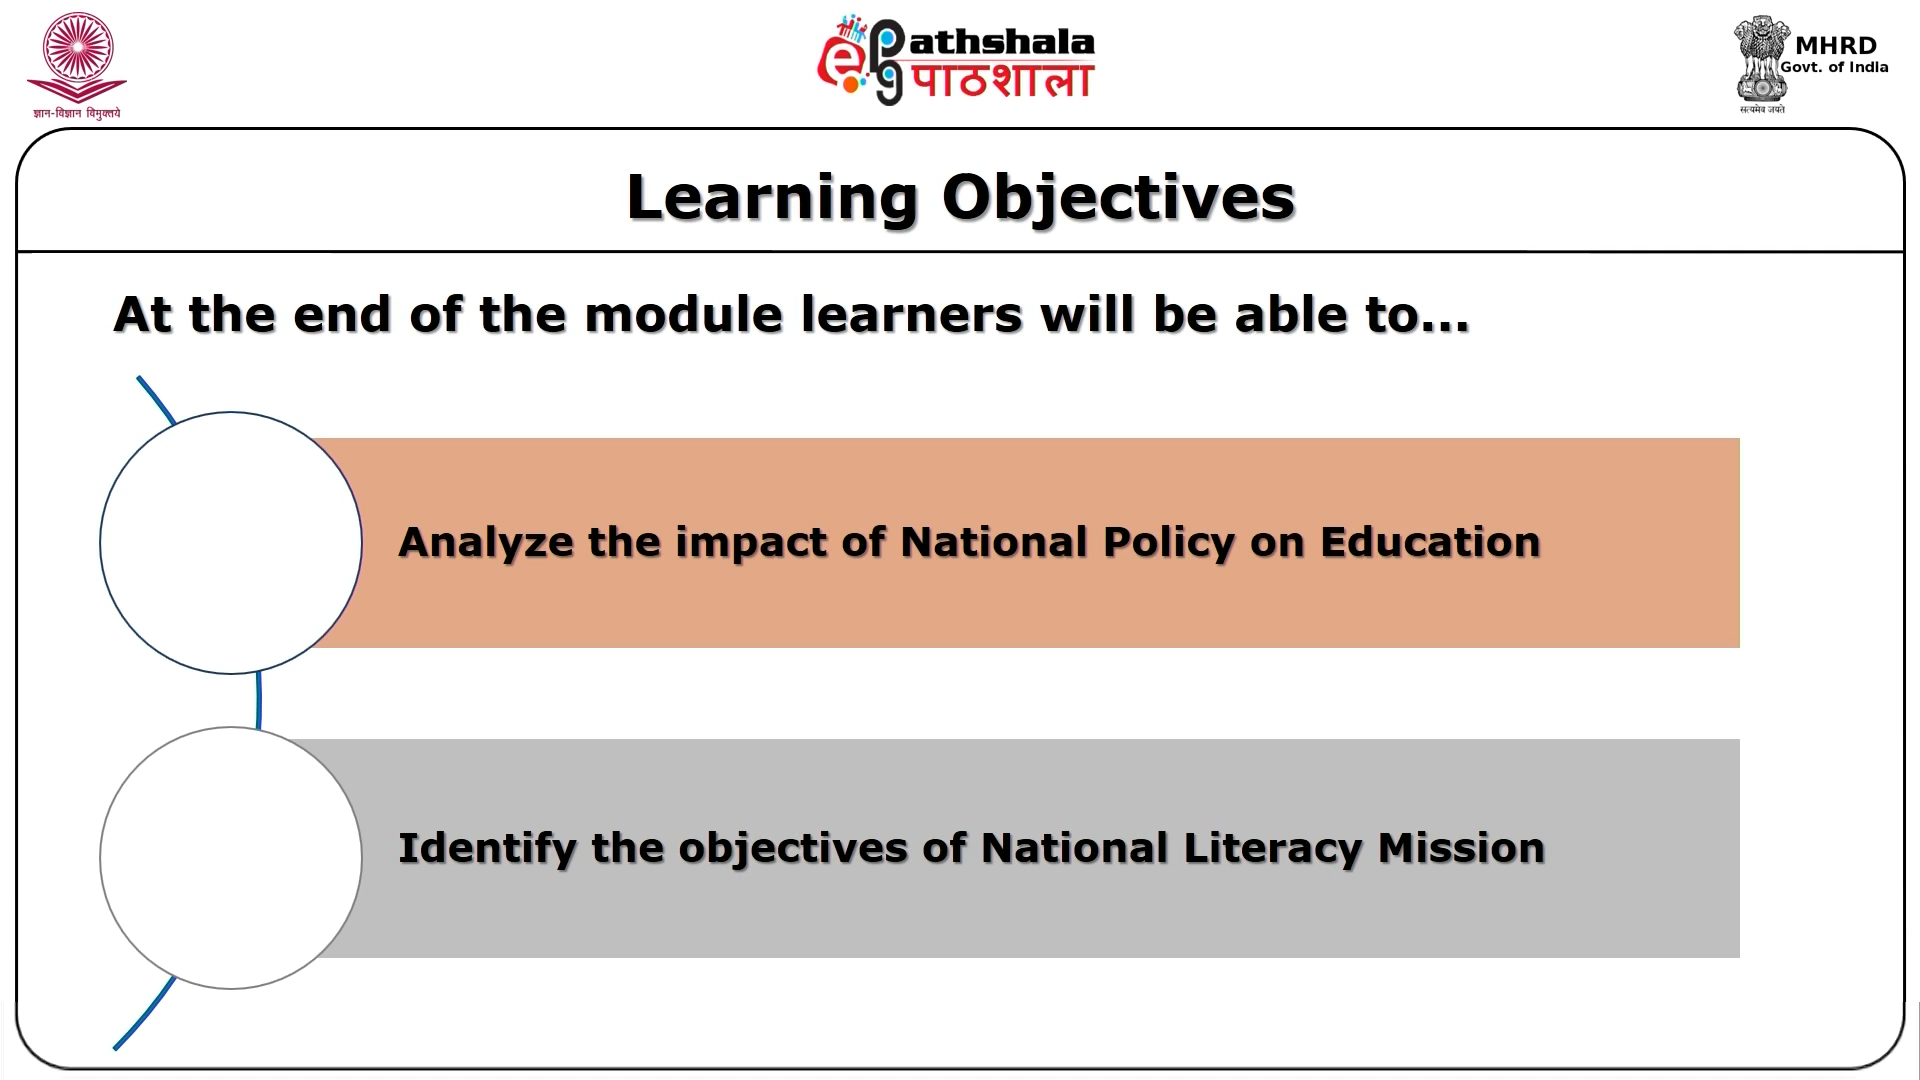 ज्ञान-विज्ञान विमुक्तये
e
pg
athshala
पाठशाला
MHRD
Govt. of India
सत्यमेव जयते
Learning Objectives
At the end of the module learners will be able to...
Analyze the impact of National Policy on Education
Identify the objectives of National Literacy Mission